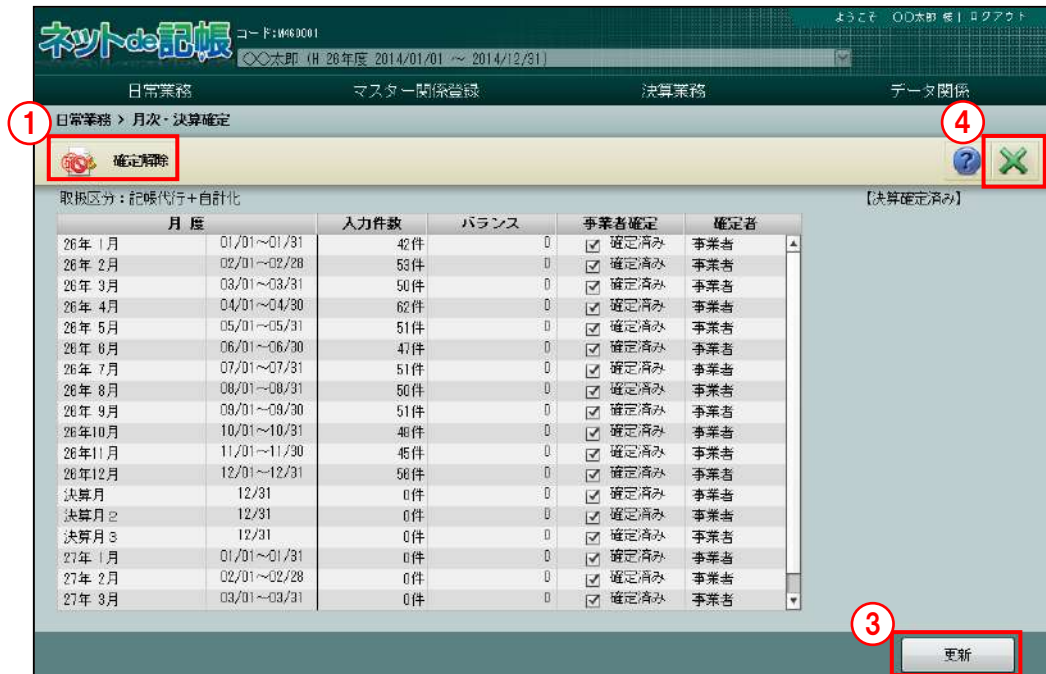 ようこそ 〇〇太郎 様 | ログアウト
ネットde記帳 コード:W460001
〇〇太郎 (H 26年度 2014/01/01 ～ 2014/12/31)
日常業務 マスター関係登録 決算業務 データ関係
① 日常業務 > 月次・決算確定 ④
確定解除 ?
取扱区分：記帳代行+自計化 【決算確定済み】
月 度 入力件数 バランス 事業者確定 確定者
26年 1月 01/01～01/31 42件 0 確定済み 事業者
26年 2月 02/01～02/28 53件 0 確定済み 事業者
26年 3月 03/01～03/31 50件 0 確定済み 事業者
26年 4月 04/01～04/30 62件 0 確定済み 事業者
26年 5月 05/01～05/31 51件 0 確定済み 事業者
26年 6月 06/01～06/30 47件 0 確定済み 事業者
26年 7月 07/01～07/31 51件 0 確定済み 事業者
26年 8月 08/01～08/31 50件 0 確定済み 事業者
26年 9月 09/01～09/30 51件 0 確定済み 事業者
26年10月 10/01～10/31 0 確定済み 事業者
26年11月 11/01～11/30 45件 0 確定済み 事業者
26年12月 12/01～12/31 0 確定済み 事業者
決算月 12/31 0件 0 確定済み 事業者
決算月2 12/31 0件 0 確定済み 事業者
決算月3 12/31 0件 0 確定済み 事業者
27年 1月 01/01～01/31 0件 0 確定済み 事業者
27年 2月 02/01～02/28 0件 0 確定済み 事業者
27年 3月 03/01～03/31 0件 0 確定済み 事業者
③
更新